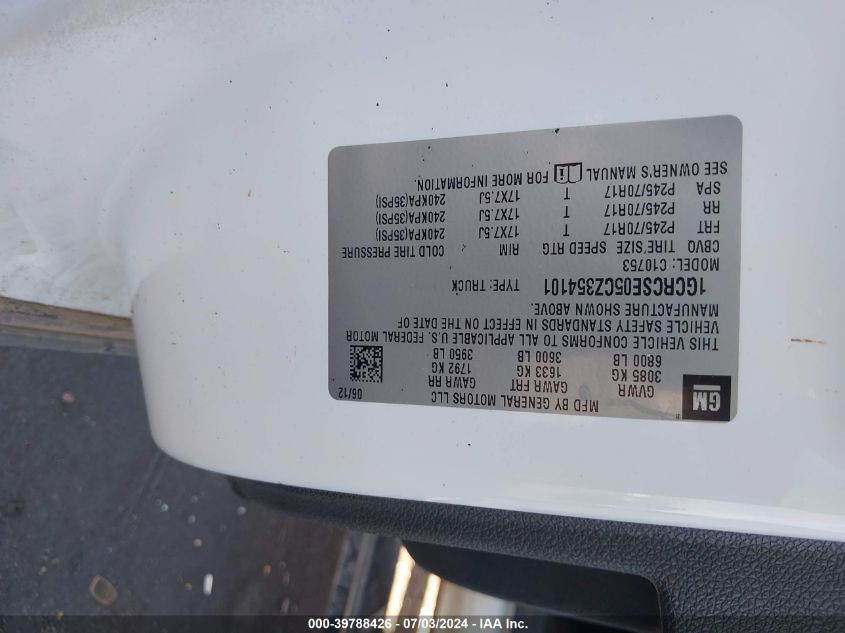 GM
MFD BY GENERAL MOTORS LLC
06/12
GVWR GAWR FRT GAWR RR
3085 KG 1633 KG 1792 KG
6800 LB 3600 LB 3950 LB
THIS VEHICLE CONFORMS TO ALL APPLICABLE U.S. FEDERAL MOTOR
VEHICLE SAFETY STANDARDS IN EFFECT ON THE DATE OF
MANUFACTURE SHOWN ABOVE.
1GCRCSE05CZ354101 TYPE: TRUCK
MODEL: C10753
CBVO TIRE SIZE SPEED RTG RIM COLD TIRE PRESSURE
FRT P245/70R17 T 17X7.5J 240KPA(35PSI)
RR P245/70R17 T 17X7.5J 240KPA(35PSI)
SPA P245/70R17 T 17X7.5J 240KPA(35PSI)
SEE OWNER'S MANUAL i FOR MORE INFORMATION.
000-39788426 - 07/03/2024 - IAA Inc.